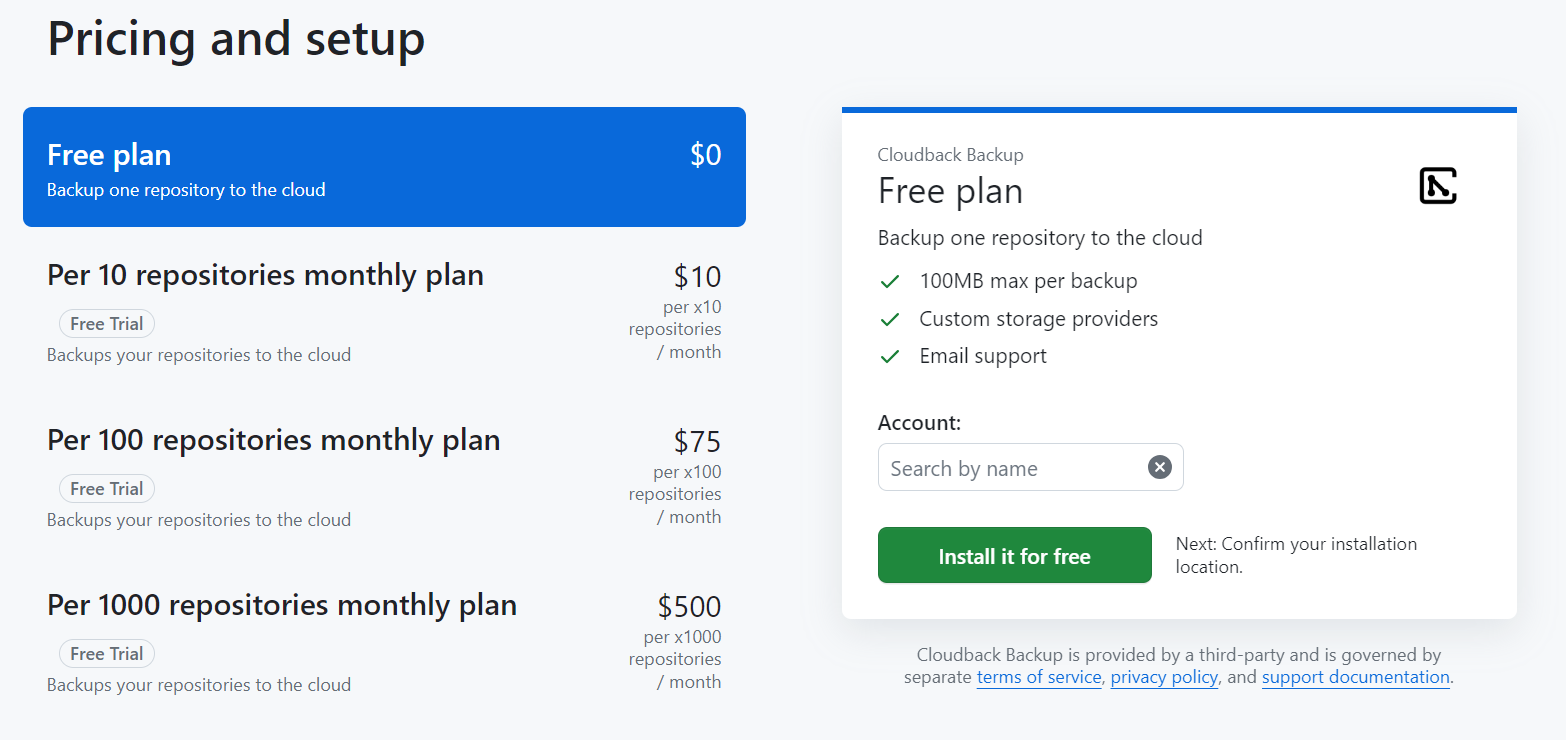 Pricing and setup
Free plan
$0
Backup one repository to the cloud
Per 10 repositories monthly plan
$10
per x10
repositories
/ month
Free Trial
Backups your repositories to the cloud
Per 100 repositories monthly plan
$75
per x100
repositories
/ month
Free Trial
Backups your repositories to the cloud
Per 1000 repositories monthly plan
$500
per x1000
repositories
/ month
Free Trial
Backups your repositories to the cloud
Cloudback Backup
Free plan
Backup one repository to the cloud
100MB max per backup
Custom storage providers
Email support
Account:
Search by name
Install it for free
Next: Confirm your installation
location.
Cloudback Backup is provided by a third-party and is governed by
separate terms of service, privacy policy, and support documentation.